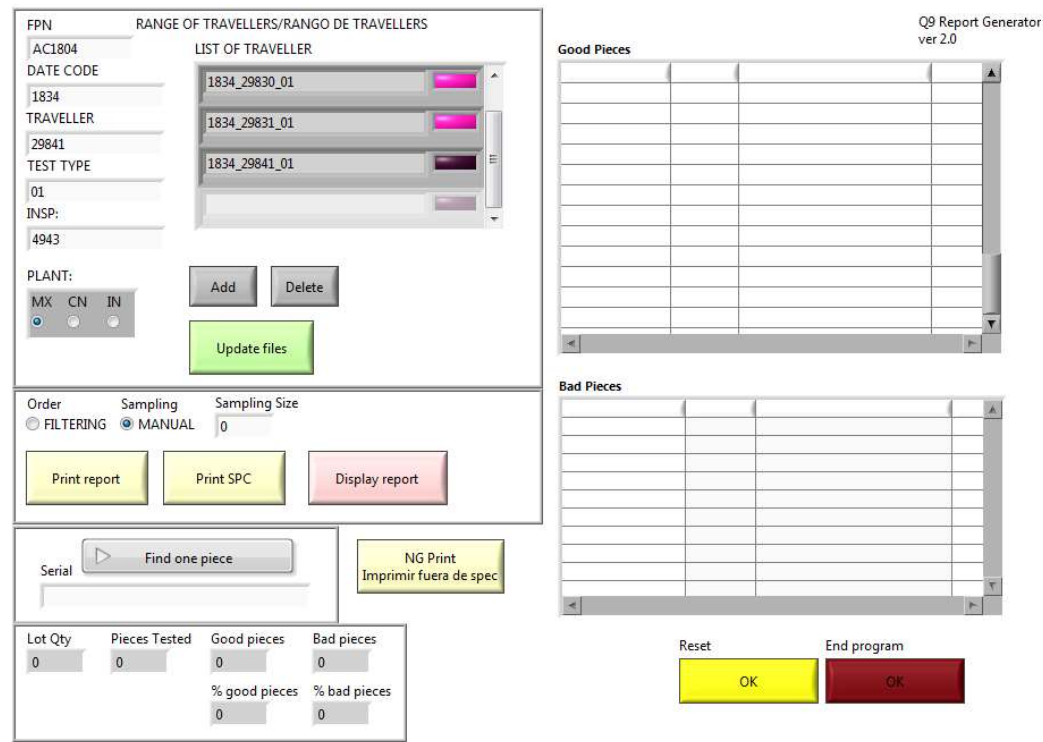 FPN
RANGE OF TRAVELLERS/RANGO DE TRAVELLERS
AC1804
LIST OF TRAVELLER
DATE CODE
1834
TRAVELLER
29841
TEST TYPE
01
INSP:
4943
1834_29830_01
1834_29831_01
1834_29841_01
PLANT:
MX CN IN
Add
Delete
Update files
Order
Sampling
Sampling Size
FILTERING
MANUAL
0
Print report
Print SPC
Display report
Find one piece
Serial
NG Print
Imprimir fuera de spec
Lot Qty
Pieces Tested
Good pieces
Bad pieces
0
0
0
0
% good pieces
% bad pieces
0
0
Q9 Report Generator
ver 2.0
Good Pieces
Bad Pieces
Reset
End program
OK
OK